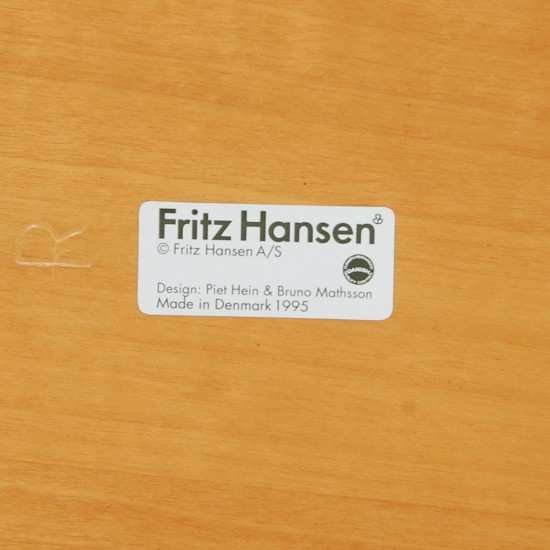 R
Fritz Hansen
© Fritz Hansen A/S
Design: Piet Hein & Bruno Mathsson
Made in Denmark 1995